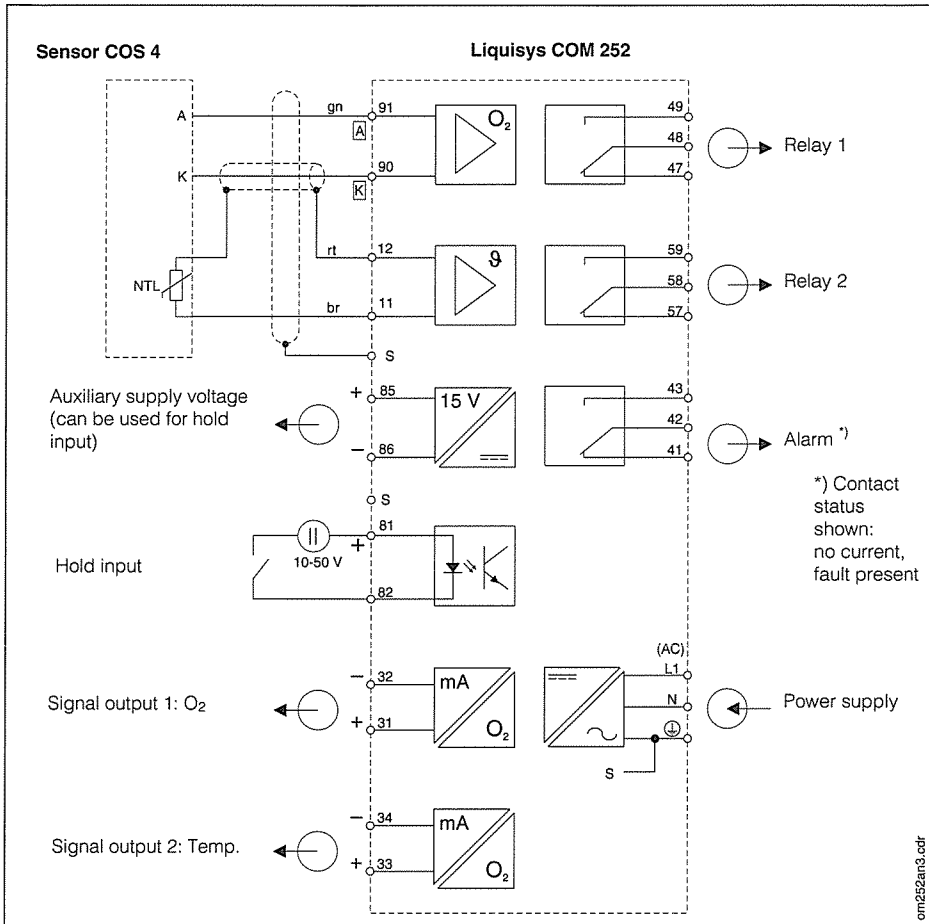 Sensor COS 4
Liquisys COM 252
A
gn
91
A
O₂
49
48
47
Relay 1
K
90
K
rt
12
ϑ
59
58
57
Relay 2
NTL
br
11
S
Auxiliary supply voltage
(can be used for hold
input)
+
85
−
86
15 V
43
42
41
Alarm *)
*) Contact
status
shown:
no current,
fault present
S
Hold input
10-50 V
81
+
82
(AC)
L1
N
S
Power supply
Signal output 1: O₂
−
32
+
31
mA
O₂
Signal output 2: Temp.
−
34
+
33
mA
O₂
om252an3.cdr